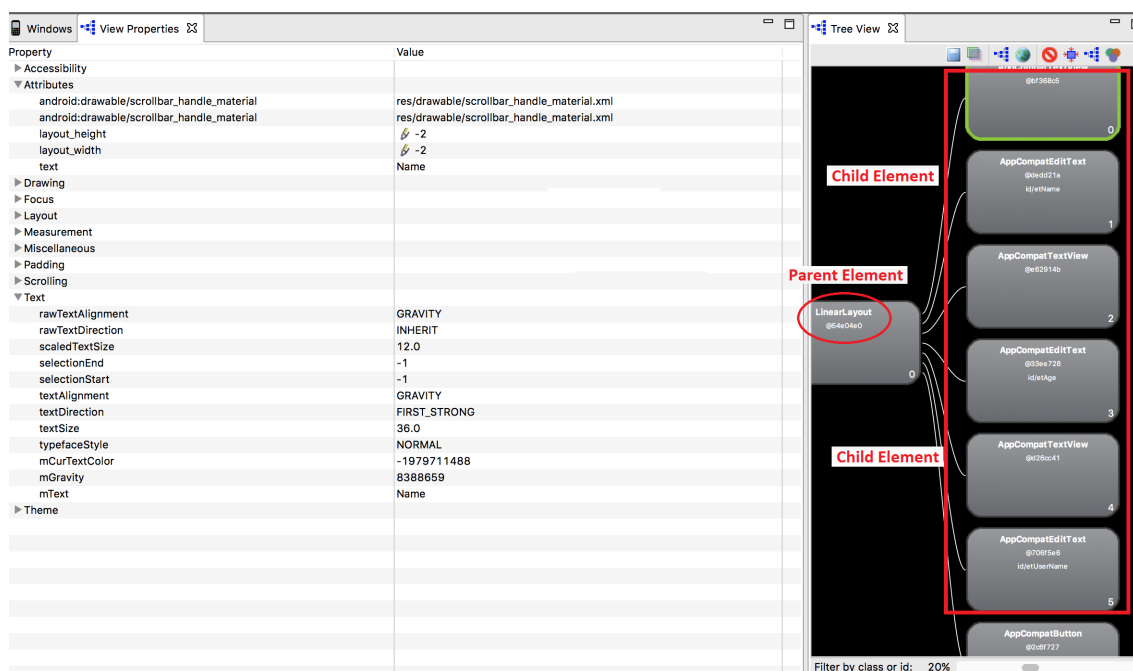 Windows View Properties
Property Value
Accessibility
Attributes
android:drawable/scrollbar_handle_material res/drawable/scrollbar_handle_material.xml
android:drawable/scrollbar_handle_material res/drawable/scrollbar_handle_material.xml
layout_height -2
layout_width -2
text Name
Drawing
Focus
Layout
Measurement
Miscellaneous
Padding
Scrolling
Text
rawTextAlignment GRAVITY
rawTextDirection INHERIT
scaledTextSize 12.0
selectionEnd -1
selectionStart -1
textAlignment GRAVITY
textDirection FIRST_STRONG
textSize 36.0
typefaceStyle NORMAL
mCurTextColor -1979711488
mGravity 8388659
mText Name
Theme
Tree View
@bf368c5
0
Child Element
AppCompatEditText
@dedd21a
id/etName
1
AppCompatTextView
@e62914b
2
Parent Element
LinearLayout
@64e04e0
0
AppCompatEditText
@33ee728
id/etAge
3
Child Element
AppCompatTextView
@d26cc41
4
AppCompatEditText
@706f5e6
id/etUserName
5
AppCompatButton
@2c6f727
Filter by class or id: 20%